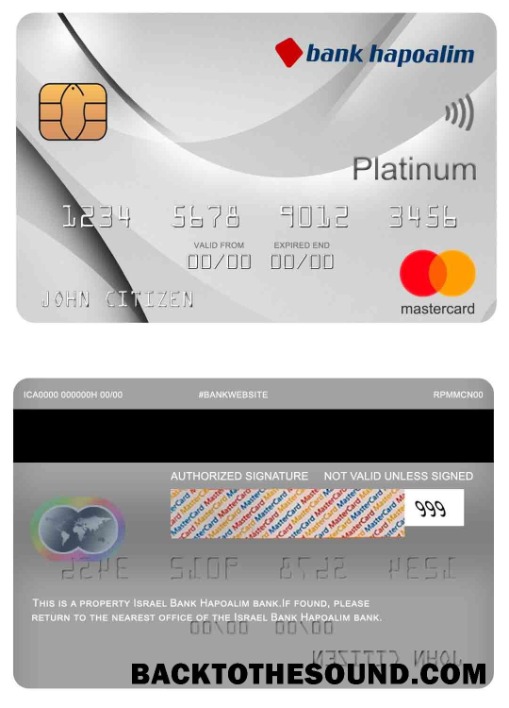 bank hapoalim
Platinum
1234 5678 9012 3456
VALID FROM EXPIRED END
00/00 00/00
JOHN CITIZEN
mastercard
ICA0000 000000H 00/00 #BANKWEBSITE RPMMCN00
AUTHORIZED SIGNATURE NOT VALID UNLESS SIGNED
MasterCard MasterCard MasterCard
999
THIS IS A PROPERTY ISRAEL BANK HAPOALIM BANK.IF FOUND, PLEASE
RETURN TO THE NEAREST OFFICE OF THE ISRAEL BANK HAPOALIM BANK.
BACKTOTHESOUND.COM